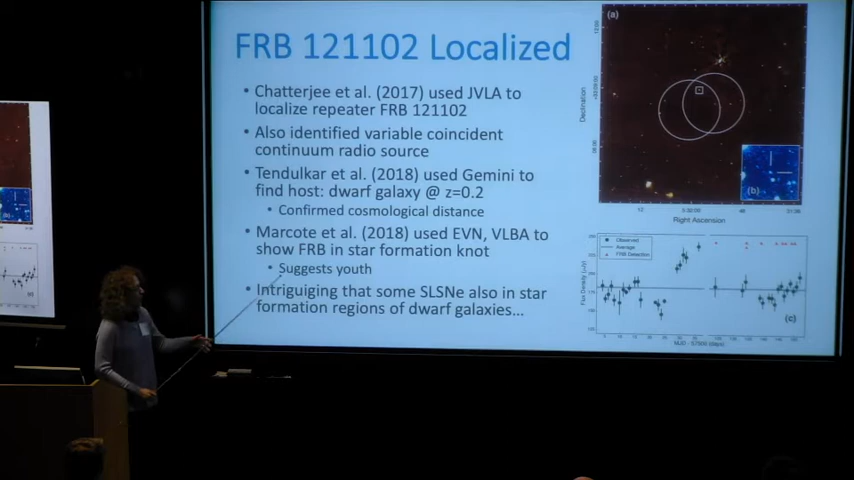 FRB 121102 Localized
• Chatterjee et al. (2017) used JVLA to
localize repeater FRB 121102
• Also identified variable coincident
continuum radio source
• Tendulkar et al. (2018) used Gemini to
find host: dwarf galaxy @ z=0.2
• Confirmed cosmological distance
• Marcote et al. (2018) used EVN, VLBA to
show FRB in star formation knot
• Suggests youth
• Intriguiging that some SLSNe also in star
formation regions of dwarf galaxies...
(a)
Declination
(b)
Right Ascension
Observed
Average
FRB Detection
Flux Density
(c)